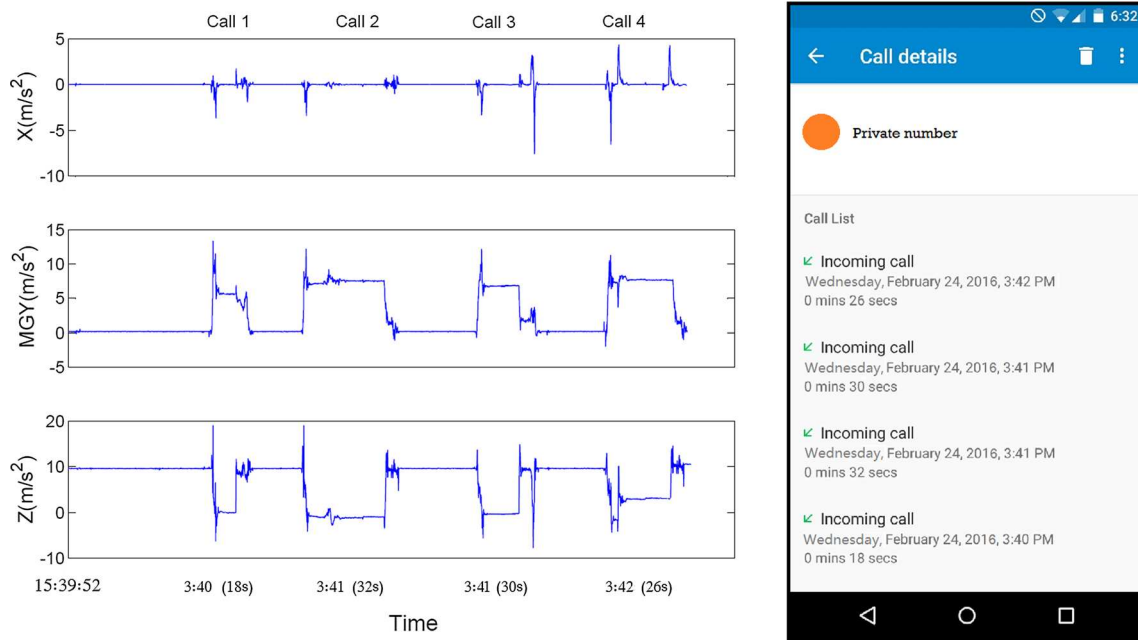 Call 1 Call 2 Call 3 Call 4
X(m/s²)
5
0
-5
-10
MGY(m/s²)
15
10
5
0
-5
Z(m/s²)
20
10
0
-10
15:39:52 3:40 (18s) 3:41 (32s) 3:41 (30s) 3:42 (26s)
Time
6:32
Call details
Private number
Call List
Incoming call
Wednesday, February 24, 2016, 3:42 PM
0 mins 26 secs
Incoming call
Wednesday, February 24, 2016, 3:41 PM
0 mins 30 secs
Incoming call
Wednesday, February 24, 2016, 3:41 PM
0 mins 32 secs
Incoming call
Wednesday, February 24, 2016, 3:40 PM
0 mins 18 secs